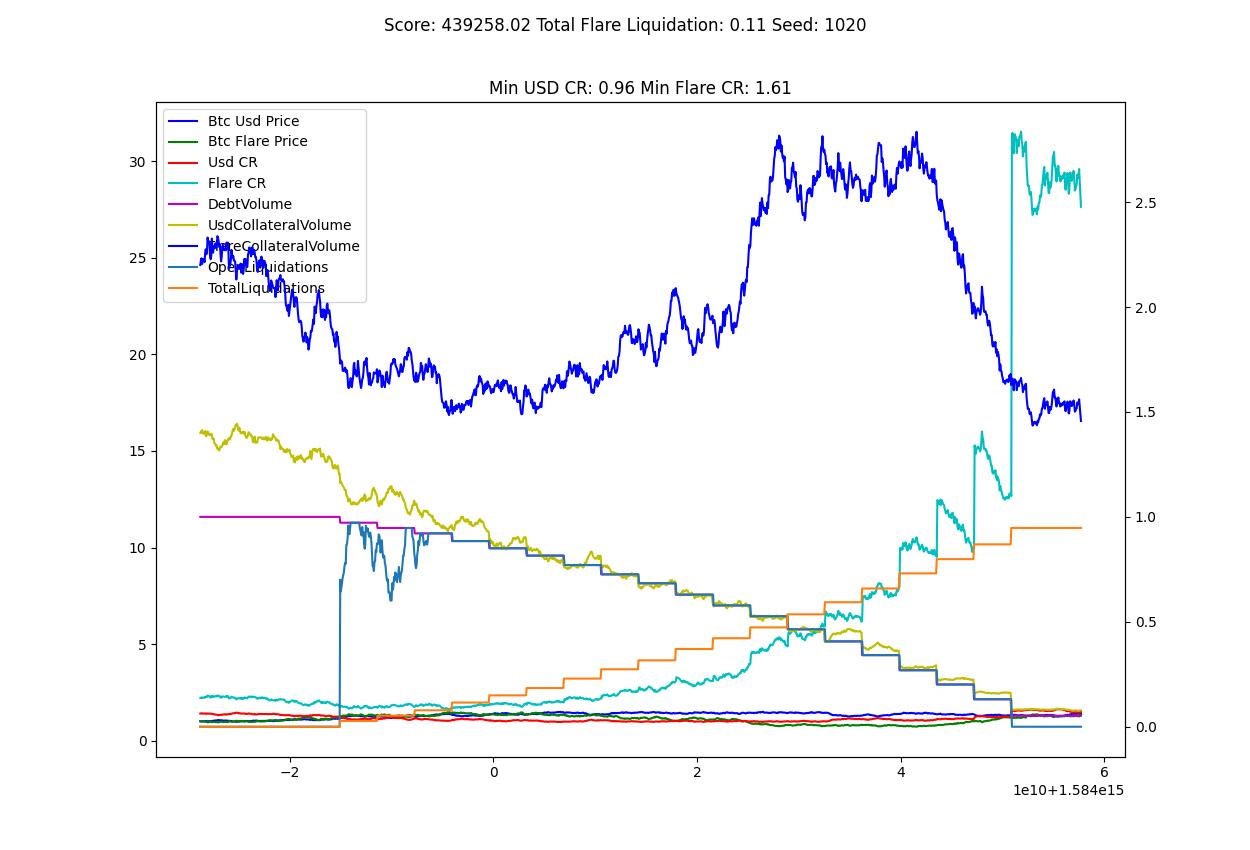 Score: 439258.02 Total Flare Liquidation: 0.11 Seed: 1020
Min USD CR: 0.96 Min Flare CR: 1.61
Btc Usd Price
Btc Flare Price
Usd CR
Flare CR
DebtVolume
UsdCollateralVolume
FlareCollateralVolume
OpenLiquidations
TotalLiquidations
30
25
20
15
10
5
0
2.5
2.0
1.5
1.0
0.5
0.0
−2
0
2
4
6
1e10+1.584e15